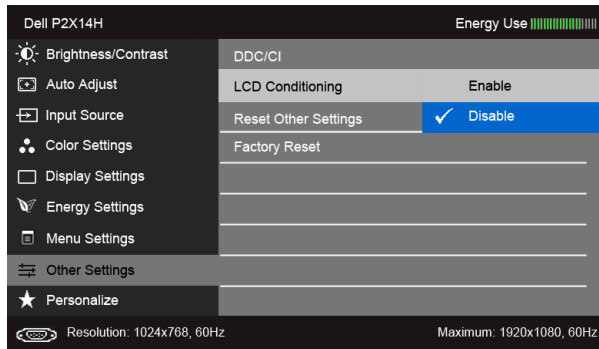 Dell P2X14H
Energy Use
Brightness/Contrast
DDC/CI
Auto Adjust
LCD Conditioning
Enable
Input Source
Reset Other Settings
Disable
Color Settings
Factory Reset
Display Settings
Energy Settings
Menu Settings
Other Settings
Personalize
Resolution: 1024x768, 60Hz
Maximum: 1920x1080, 60Hz